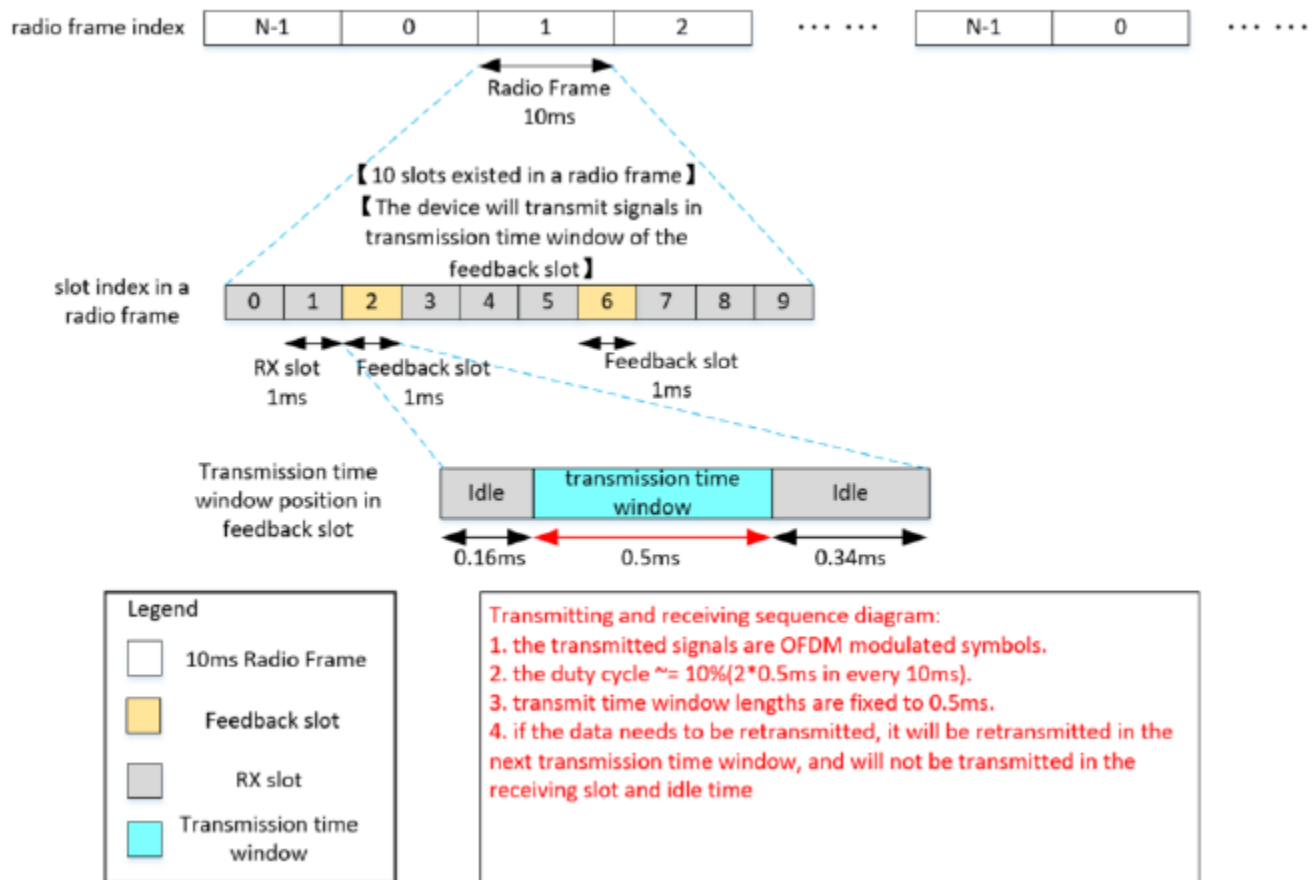 radio frame index N-1 0 1 2 ... ... N-1 0 ... ...
Radio Frame
10ms
【10 slots existed in a radio frame】
【The device will transmit signals in
transmission time window of the
feedback slot】
slot index in a
radio frame
0 1 2 3 4 5 6 7 8 9
RX slot
1ms
Feedback slot
1ms
Feedback slot
1ms
Transmission time
window position in
feedback slot
Idle
transmission time
window
Idle
0.16ms 0.5ms 0.34ms
Legend
10ms Radio Frame
Feedback slot
RX slot
Transmission time
window
Transmitting and receiving sequence diagram:
1. the transmitted signals are OFDM modulated symbols.
2. the duty cycle ~= 10%(2*0.5ms in every 10ms).
3. transmit time window lengths are fixed to 0.5ms.
4. if the data needs to be retransmitted, it will be retransmitted in the
next transmission time window, and will not be transmitted in the
receiving slot and idle time